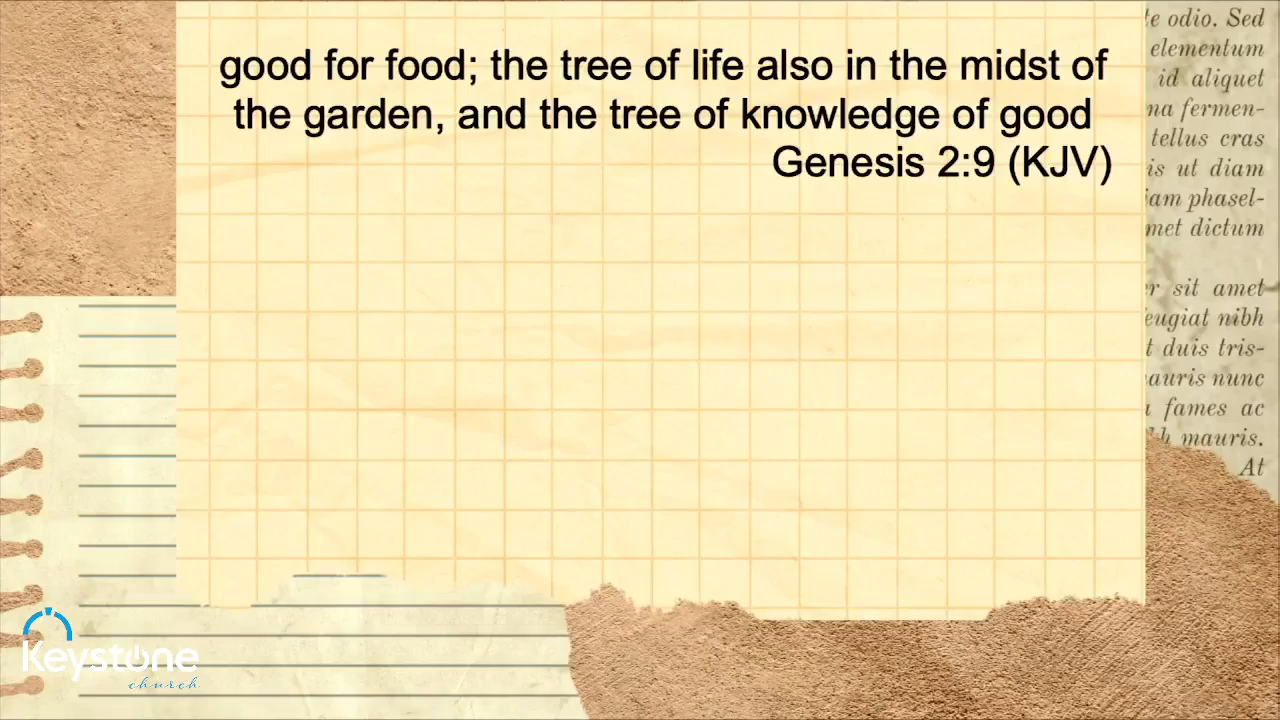 good for food; the tree of life also in the midst of
the garden, and the tree of knowledge of good
Genesis 2:9 (KJV)
te odio. Sed
elementum
id aliquet
na fermen-
tellus cras
is ut diam
iam phasel-
met dictum
r sit amet
feugiat nibh
t duis tris-
mauris nunc
fames ac
mauris.
At
Keystone
church